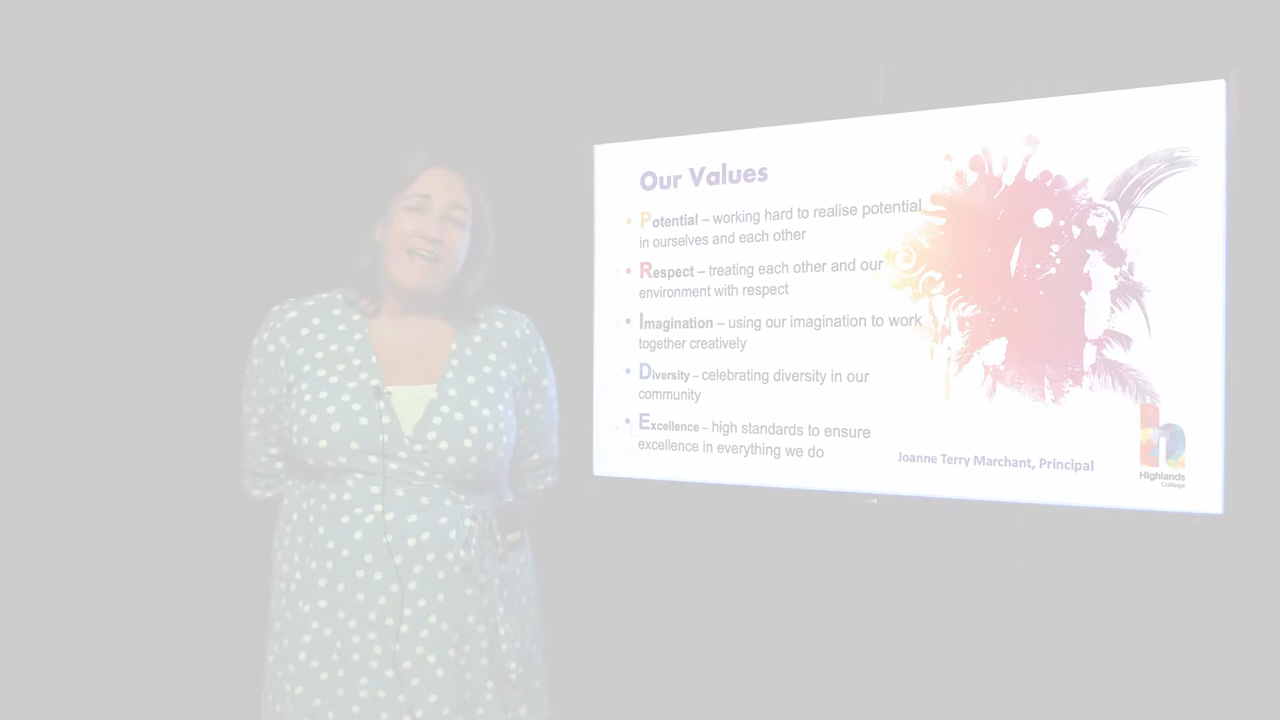 Our Values
• Potential – working hard to realise potential
in ourselves and each other
• Respect – treating each other and our
environment with respect
• Imagination – using our imagination to work
together creatively
• Diversity – celebrating diversity in our
community
• Excellence – high standards to ensure
excellence in everything we do
Joanne Terry Marchant, Principal
h
Highlands
College